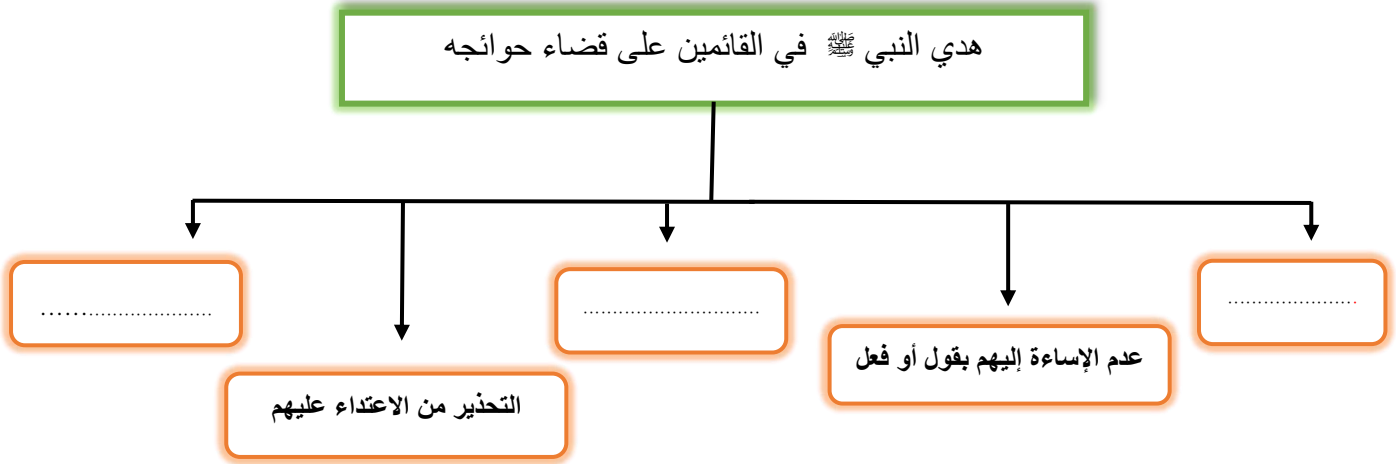 هدي النبي ﷺ في القائمين على قضاء حوائجه
......................
عدم الإساءة إليهم بقول أو فعل
..............................
التحذير من الاعتداء عليهم
...........................